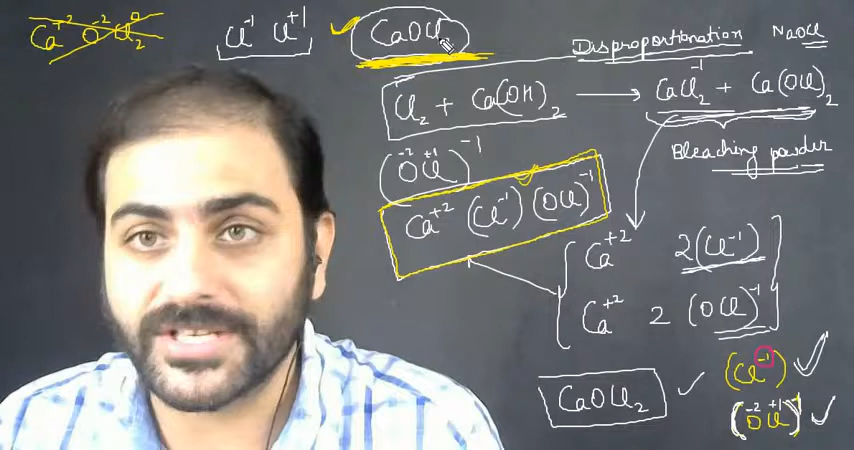 Ca⁺² O⁻² Cl₂⁰
Cl⁻¹ Cl⁺¹
CaOCl₂
Disproportionation NaOCl
Cl₂ + Ca(OH)₂ → CaCl₂⁻¹ + Ca(OCl)₂
Bleaching powder
(O⁻² Cl⁺¹)⁻¹
Ca⁺² (Cl⁻¹) (OCl)⁻¹
Ca⁺² 2(Cl⁻¹)
Ca⁺² 2 (OCl)⁻¹
CaOCl₂
(Cl⁻¹)
(O⁻² Cl⁺¹)⁻¹